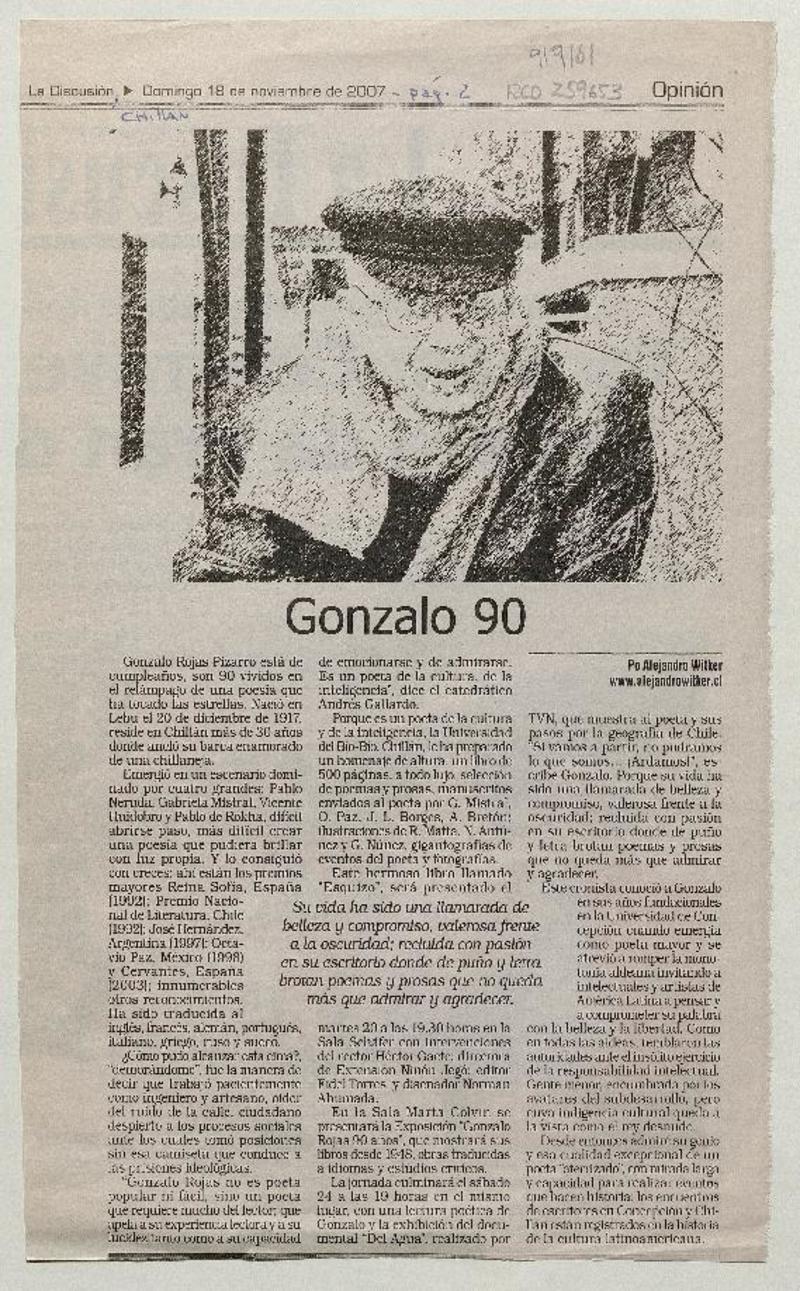 La Discusión, ▶ Domingo 18 de noviembre de 2007 - pág. 2
9/9/01
RCD 259653
Opinión
Chillán
Gonzalo 90
Gonzalo Rojas Pizarro está de
cumpleaños, son 90 vividos en
el relámpago de una poesía que
ha tocado las estrellas. Nació en
Lebu el 20 de diciembre de 1917,
reside en Chillán más de 30 años
donde ancló su barca enamorado
de una chillaneja.
Emergió en un escenario domi-
nado por cuatro grandes: Pablo
Neruda, Gabriela Mistral, Vicente
Huidobro y Pablo de Rokha, difícil
abrirse paso, más difícil crear
una poesía que pudiera brillar
con luz propia. Y lo consiguió
con creces; ahí están los premios
mayores Reina Sofía, España
(1992); Premio Nacio-
nal de Literatura, Chile
(1992); José Hernández,
Argentina (1997); Octa-
vio Paz, México (1998)
y Cervantes, España
(2003); innumerables
otros reconocimientos.
Ha sido traducida al
inglés, francés, alemán, portugués,
italiano, griego, ruso y sueco.
¿Cómo pudo alcanzar esta cima?,
"demorándome", fue la manera de
decir que trabajó pacientemente
como ingeniero y artesano, oidor
del ruido de la calle, ciudadano
despierto a los procesos sociales
ante los cuales tomó posiciones
sin esa camiseta que conduce a
las prisiones ideológicas.
"Gonzalo Rojas no es poeta
popular ni fácil, sino un poeta
que requiere mucho del lector; que
apela a su experiencia lectora y a su
lucidez tanto como a su capacidad
de emocionarse y de admirarse.
Es un poeta de la cultura, de la
inteligencia", dice el catedrático
Andrés Gallardo.
Porque es un poeta de la cultura
y de la inteligencia, la Universidad
del Bío-Bío, Chillán, le ha preparado
un homenaje de altura, un libro de
500 páginas, a todo lujo, selección
de poemas y prosas, manuscritos
enviados al poeta por G. Mistral,
O. Paz, J. L. Borges, A. Bretón;
ilustraciones de R. Matta, N. Antú-
nez y G. Núnez, gigantografías de
eventos del poeta y fotografías.
Este hermoso libro llamado
"Esquizo", será presentado el
Su vida ha sido una llamarada de
belleza y compromiso, valerosa frente
a la oscuridad; recluida con pasión
en su escritorio donde de puño y letra
brotan poemas y prosas que no queda
más que admirar y agradecer.
martes 20 a las 19.30 horas en la
Sala Schäfer con intervenciones
del rector Héctor Gaete; directora
de Extensión Ninón Jegó; editor
Fidel Torres, y diseñador Norman
Ahumada.
En la Sala Marta Colvin se
presentará la Exposición "Gonzalo
Rojas 90 años", que mostrará sus
libros desde 1948, obras traducidas
a idiomas y estudios críticos.
La jornada culminará el sábado
24 a las 19 horas en el mismo
lugar, con una lectura poética de
Gonzalo y la exhibición del docu-
mental "Del Agua", realizado por
Po Alejandro Witker
www.alejandrowitker.cl
TVN, que muestra al poeta y sus
pasos por la geografía de Chile.
"Si vamos a partir, no pudramos
lo que somos... ¡Ardamos!", es-
cribe Gonzalo. Porque su vida ha
sido una llamarada de belleza y
compromiso, valerosa frente a la
oscuridad; recluida con pasión
en su escritorio donde de puño
y letra brotan poemas y prosas
que no queda más que admirar
y agradecer.
Este cronista conoció a Gonzalo
en sus años fundacionales
en la Universidad de Con-
cepción cuando emergía
como poeta mayor y se
atrevió a romper la mono-
tonía aldeana invitando a
intelectuales y artistas de
América Latina a pensar y
a comprometer su palabra
con la belleza y la libertad. Como
en todas las aldeas, temblaron las
autoridades ante el insólito ejercicio
de la responsabilidad intelectual.
Gente menor, encumbrada por los
avatares del subdesarrollo, pero
cuya indigencia cultural quedó a
la vista como el rey desnudo.
Desde entonces admiro su genio
y esa cualidad excepcional de un
poeta "aterrizado", con mirada larga
y capacidad para realizar eventos
que hacen historia: los encuentros
de escritores en Concepción y Chi-
llán están registrados en la historia
de la cultura latinoamericana.